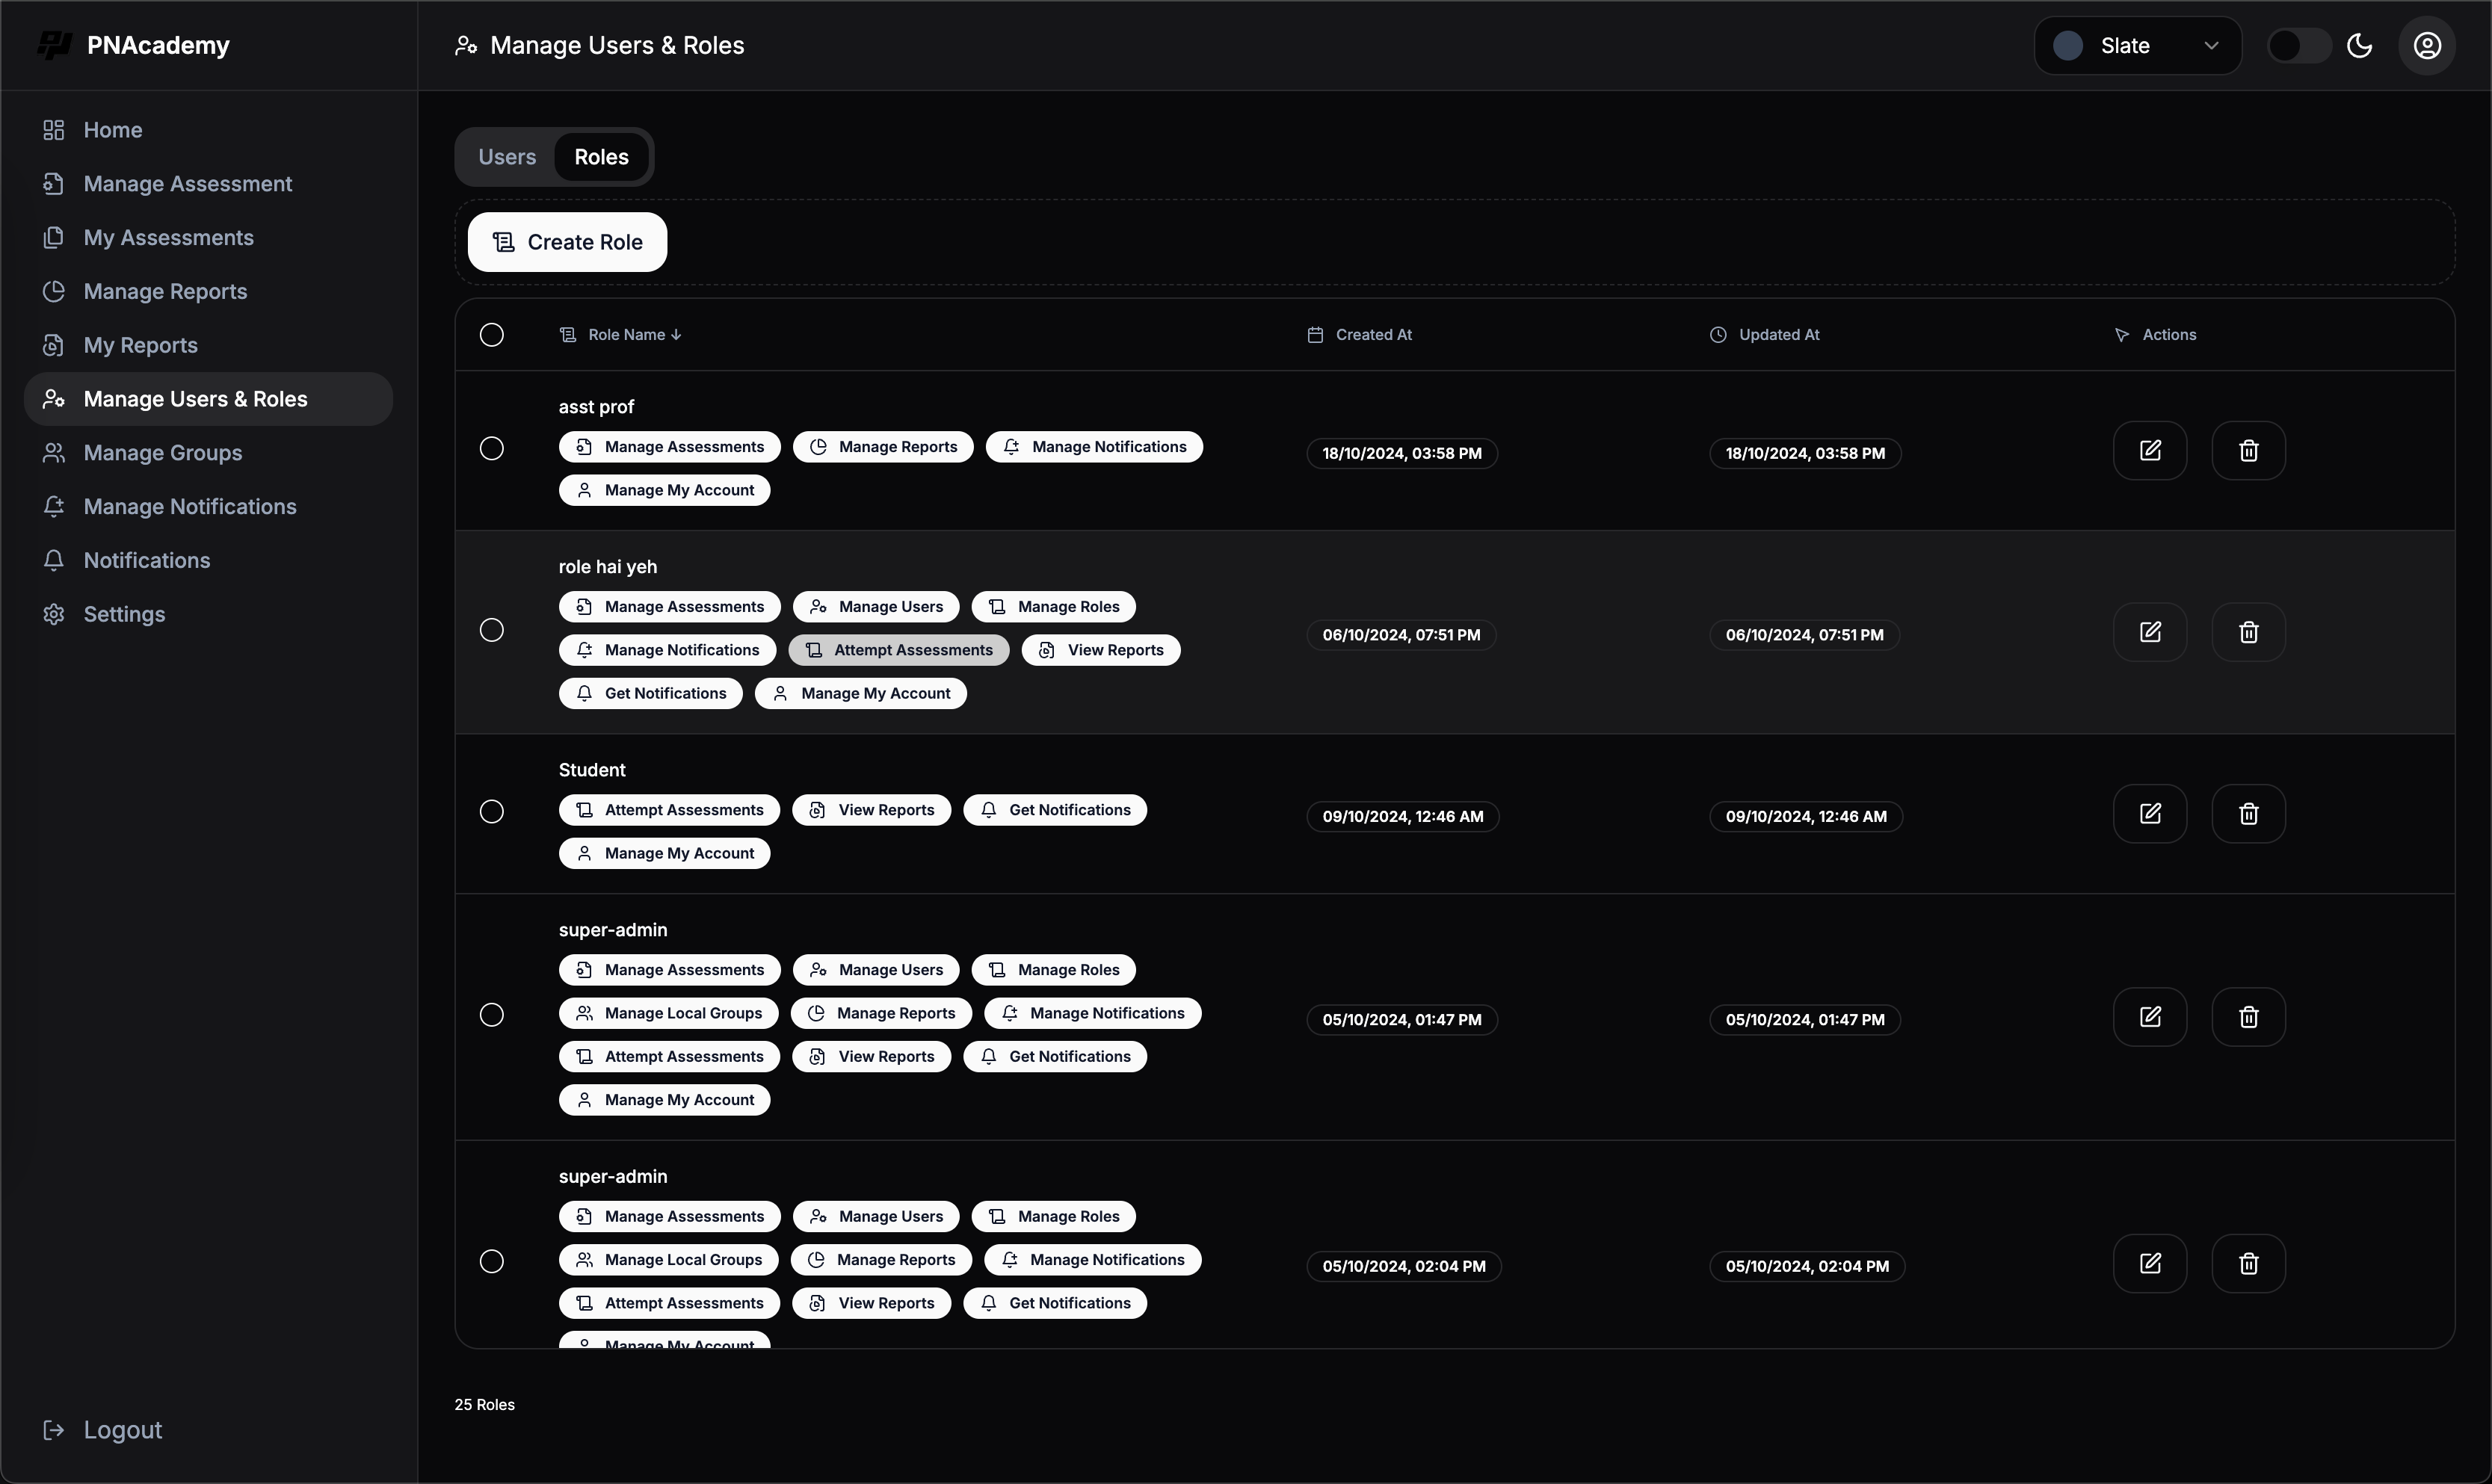 PNAcademy
Manage Users & Roles
Slate
Home
Manage Assessment
My Assessments
Manage Reports
My Reports
Manage Users & Roles
Manage Groups
Manage Notifications
Notifications
Settings
Logout
Users Roles
Create Role
Role Name Created At Updated At Actions
asst prof
Manage Assessments Manage Reports Manage Notifications
Manage My Account
18/10/2024, 03:58 PM 18/10/2024, 03:58 PM
role hai yeh
Manage Assessments Manage Users Manage Roles
Manage Notifications Attempt Assessments View Reports
Get Notifications Manage My Account
06/10/2024, 07:51 PM 06/10/2024, 07:51 PM
Student
Attempt Assessments View Reports Get Notifications
Manage My Account
09/10/2024, 12:46 AM 09/10/2024, 12:46 AM
super-admin
Manage Assessments Manage Users Manage Roles
Manage Local Groups Manage Reports Manage Notifications
Attempt Assessments View Reports Get Notifications
Manage My Account
05/10/2024, 01:47 PM 05/10/2024, 01:47 PM
super-admin
Manage Assessments Manage Users Manage Roles
Manage Local Groups Manage Reports Manage Notifications
Attempt Assessments View Reports Get Notifications
Manage My Account
05/10/2024, 02:04 PM 05/10/2024, 02:04 PM
25 Roles